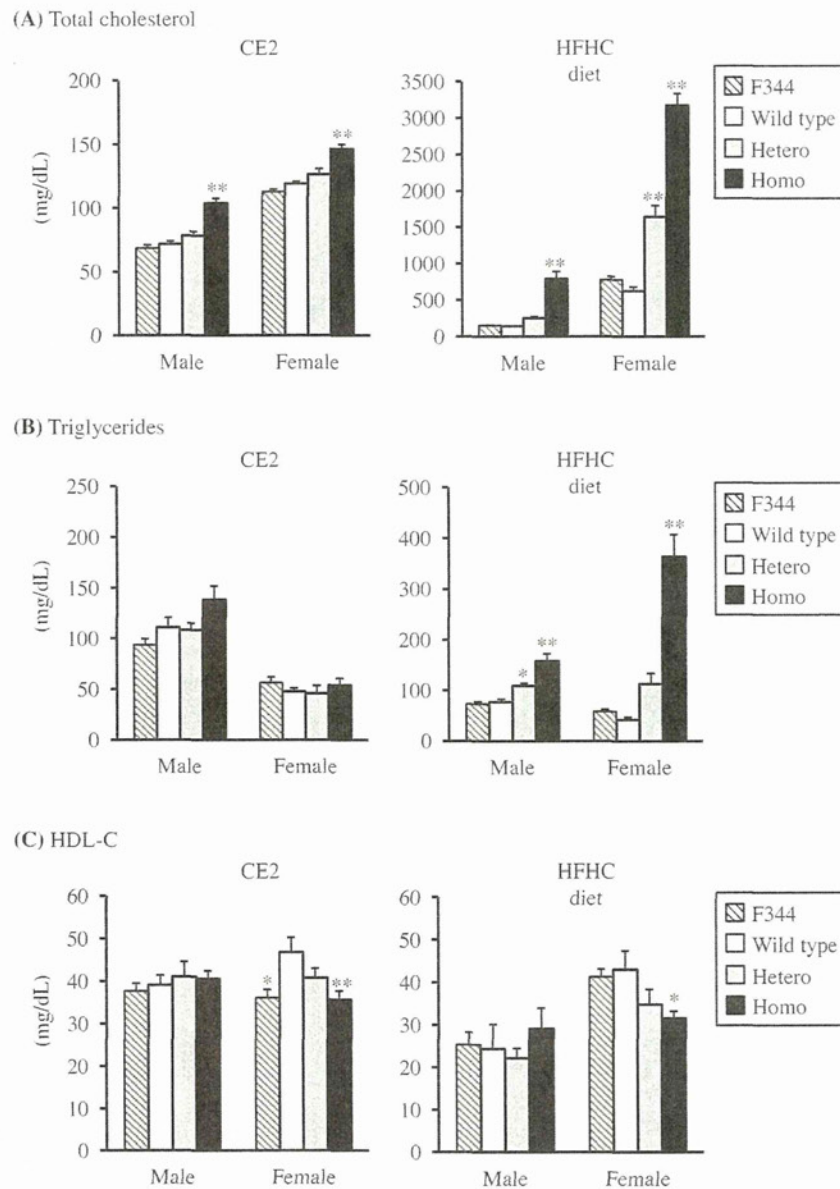 (A) Total cholesterol
CE2
HFHC
diet
(mg/dL)
200
150
100
50
0
**
**
Male
Female
3500
3000
2500
2000
1500
1000
500
0
**
**
**
Male
Female
F344
Wild type
Hetero
Homo
(B) Triglycerides
CE2
HFHC
diet
(mg/dL)
250
200
150
100
50
0
Male
Female
500
400
300
200
100
0
*
**
**
Male
Female
F344
Wild type
Hetero
Homo
(C) HDL-C
CE2
HFHC
diet
(mg/dL)
60
50
40
30
20
10
0
*
**
Male
Female
60
50
40
30
20
10
0
*
Male
Female
F344
Wild type
Hetero
Homo